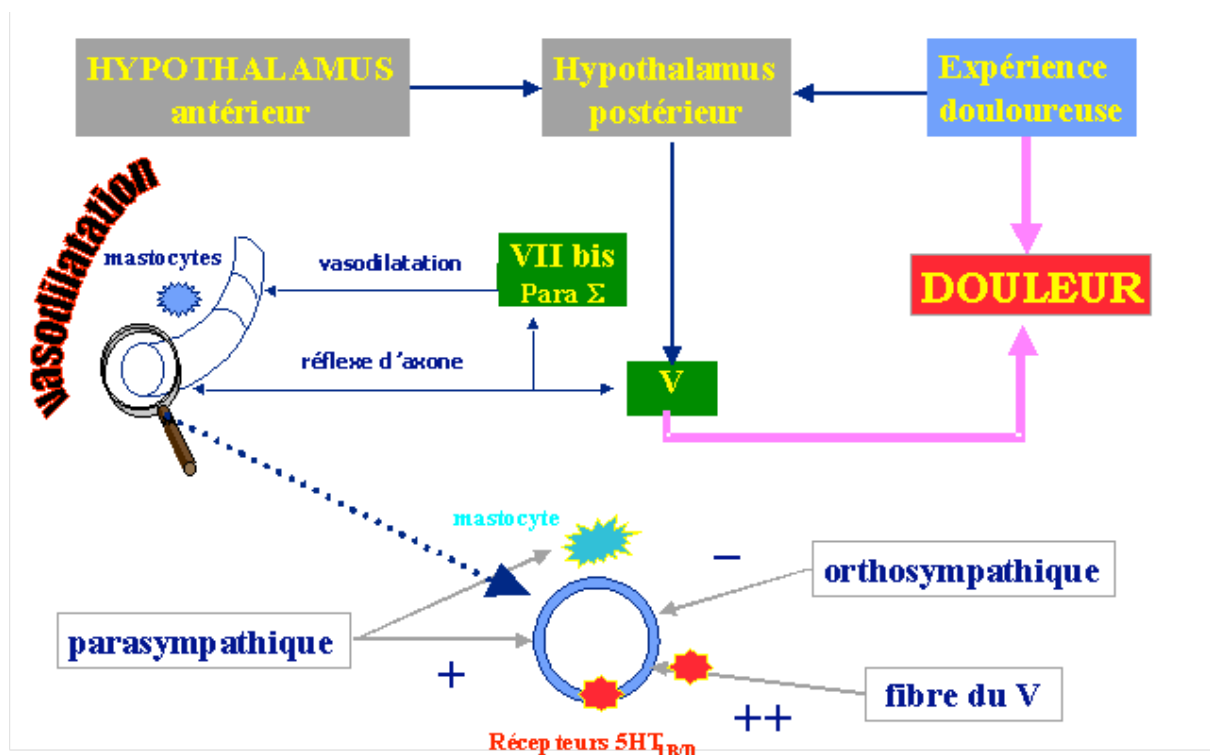 HYPOTHALAMUS
antérieur
Hypothalamus
postérieur
Expérience
douloureuse
vasodilatation
mastocytes
vasodilatation
VII bis
Para Σ
DOULEUR
réflexe d'axone
V
mastocyte
–
orthosympathique
parasympathique
+
fibre du V
++
Récepteurs 5HT1B/D